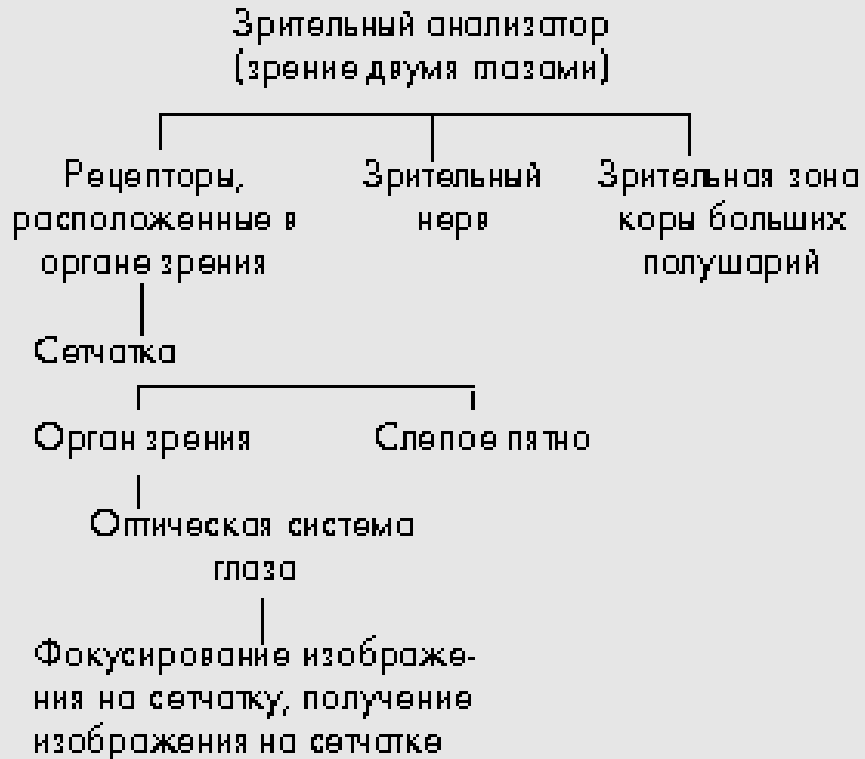 Зрительный анализатор
(зрение двумя глазами)
Рецепторы,
расположенные в
органе зрения
Зрительный
нерв
Зрительная зона
коры больших
полушарий
Сетчатка
Орган зрения
Слепое пятно
Оптическая система
глаза
Фокусирование изображе-
ния на сетчатку, получение
изображения на сетчатке